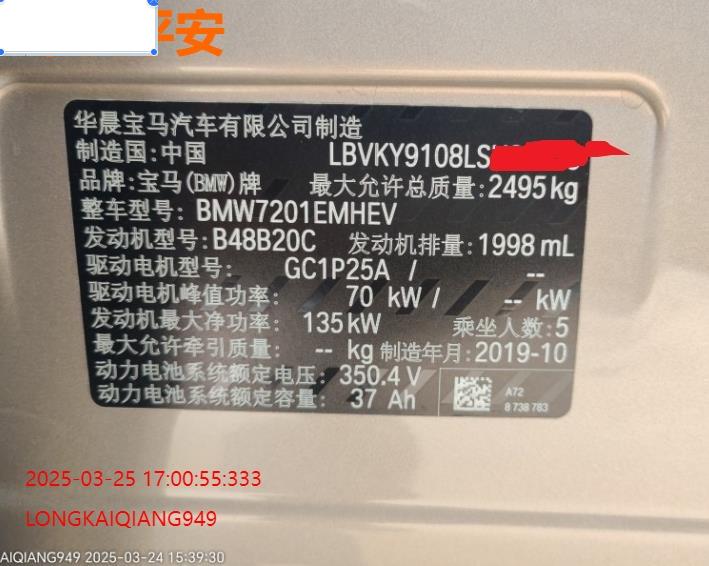 平安
华晨宝马汽车有限公司制造
制造国:中国 LBVKY9108LS
品牌:宝马(BMW)牌 最大允许总质量:2495kg
整车型号: BMW7201EMHEV
发动机型号:B48B20C 发动机排量:1998 mL
驱动电机型号: GC1P25A / --
驱动电机峰值功率: 70 kW / -- kW
发动机最大净功率: 135kW 乘坐人数:5
最大允许牵引质量: -- kg 制造年月:2019-10
动力电池系统额定电压:350.4 V
动力电池系统额定容量: 37 Ah
A72
8 738 783
2025-03-25 17:00:55:333
LONGKAIQIANG949
AIQIANG949 2025-03-24 15:39:30